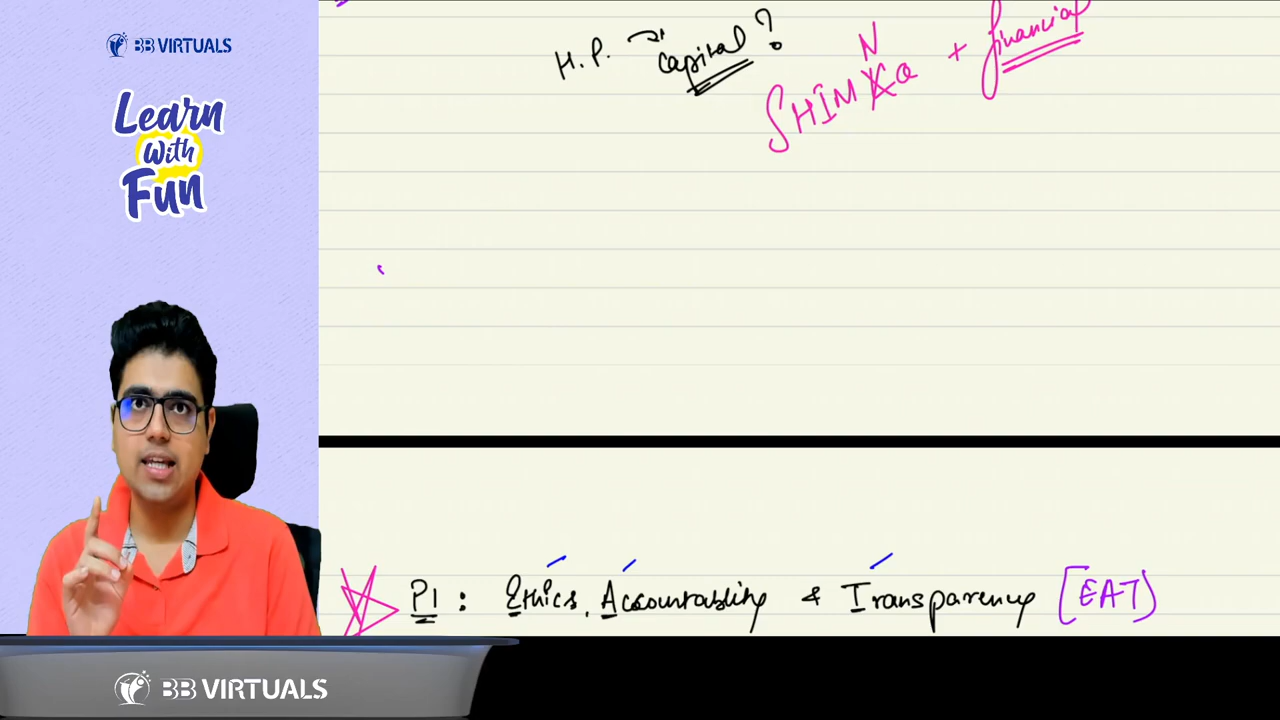 BB VIRTUALS
Learn
With
Fun
H.P. → capital ?
N
SHIMLa + financial
P1 : Ethics, Accountability & Transparency [EAT]
BB VIRTUALS